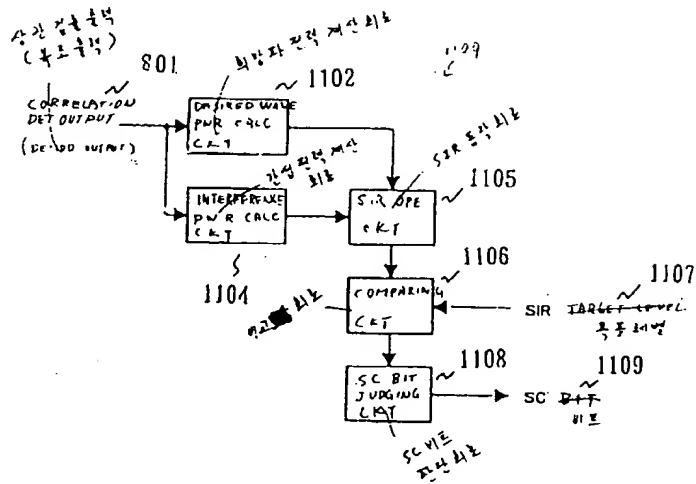 상관 검출 출력
(복조 출력)
801
희망파 전력 계산회로
1102
1109
CORRELATION
DET OUTPUT
DESIRED WAVE
PWR CALC
CKT
간섭 전력 계산
회로
INTERFERENCE
PWR CALC
CKT
1104
SIR 동작 회로
SIR OPE
CKT
1105
1106
COMPARING
CKT
회로
1107
SIR TARGET LEVEL
목표레벨
1108
SC BIT
JUDGING
CKT
1109
SC BIT
비트
SC 비트
판단 회로